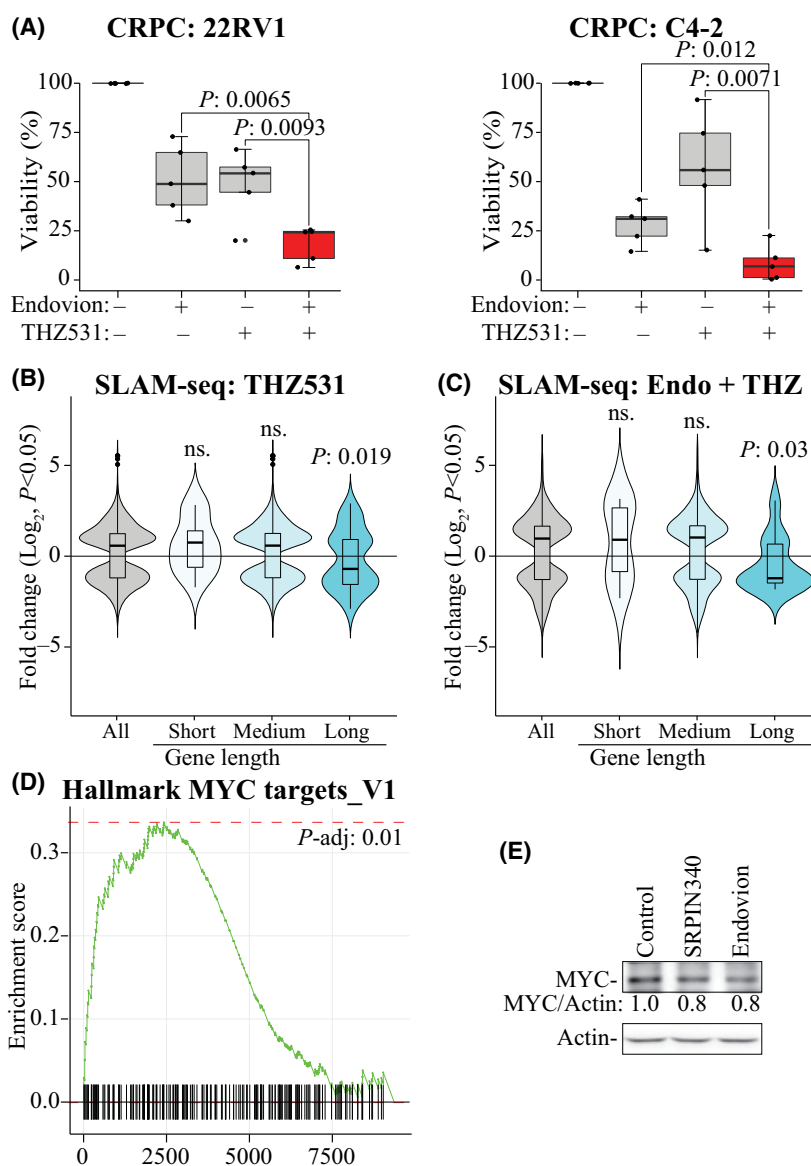 (A)
CRPC: 22RV1
CRPC: C4-2
P: 0.0065
P: 0.0093
P: 0.012
P: 0.0071
Viability (%)
100
75
50
25
0
Viability (%)
100
75
50
25
0
Endovion: – + – +
THZ531: – – + +
Endovion: – + – +
THZ531: – – + +
(B)
SLAM-seq: THZ531
ns.
ns.
P: 0.019
Fold change (Log2, P<0.05)
5
0
–5
All Short Medium Long
Gene length
(C)
SLAM-seq: Endo + THZ
ns.
ns.
P: 0.03
Fold change (Log2, P<0.05)
5
0
–5
All Short Medium Long
Gene length
(D)
Hallmark MYC targets_V1
P-adj: 0.01
Enrichment score
0.3
0.2
0.1
0.0
0 2500 5000 7500
(E)
Control
SRPIN340
Endovion
MYC-
MYC/Actin: 1.0 0.8 0.8
Actin-